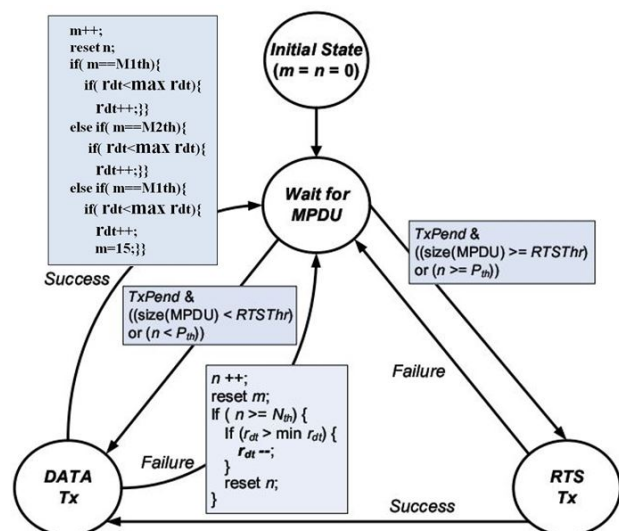 m++;
reset n;
if( m==M1th){
if( rdt<max rdt){
rdt++;}}
else if( m==M2th){
if( rdt<max rdt){
rdt++;}}
else if( m==M1th){
if( rdt<max rdt){
rdt++;
m=15;}}
Initial State
(m = n = 0)
Wait for
MPDU
Success
TxPend &
((size(MPDU) < RSTThr)
or (n < Pth))
TxPend &
((size(MPDU) >= RTSThr)
or (n >= Pth))
Failure
n ++;
reset m;
If ( n >= Nth) {
If (rdt > min rdt) {
rdt --;
}
reset n;
}
Failure
DATA
Tx
Success
RTS
Tx